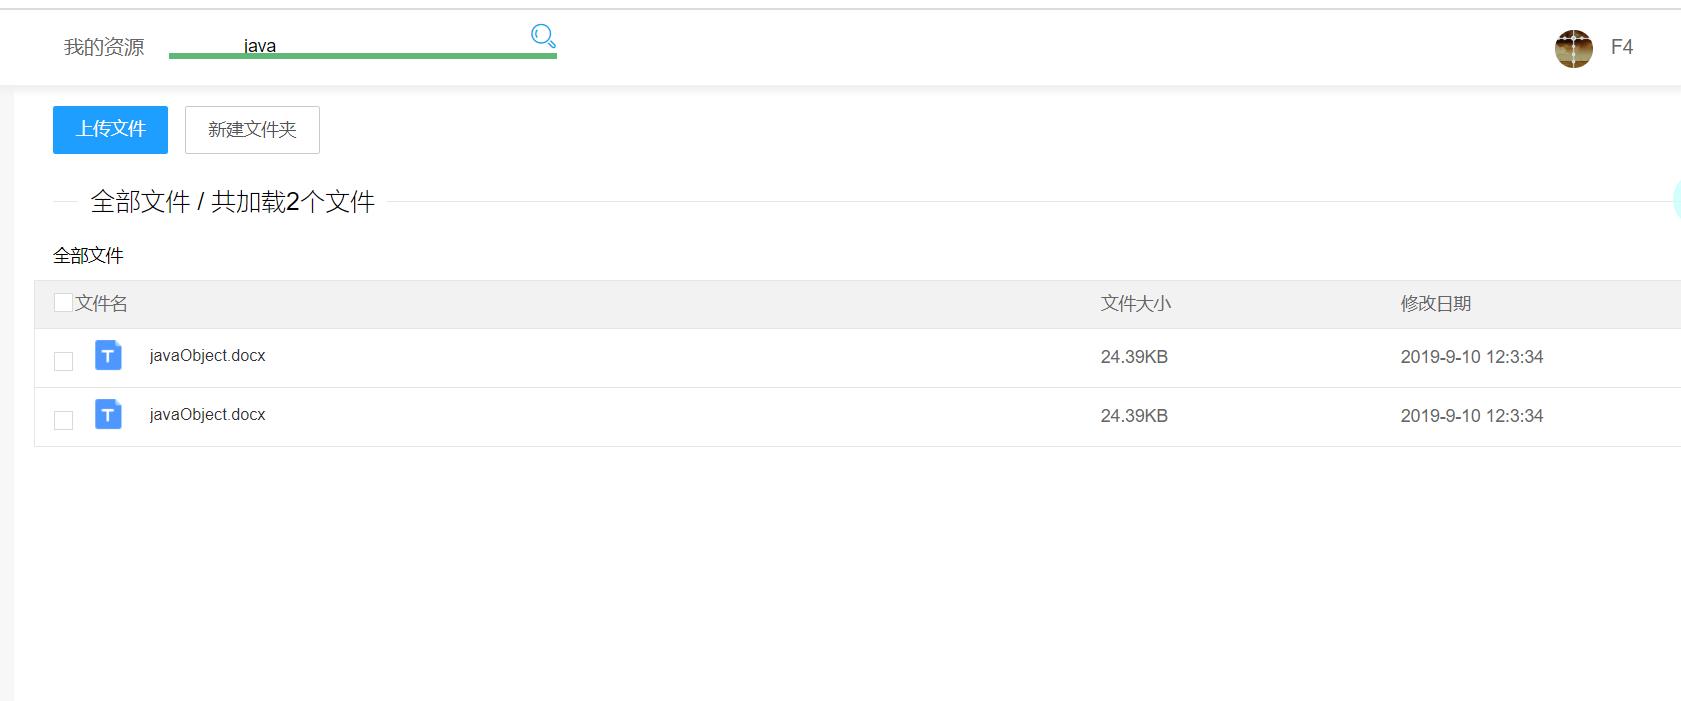 我的资源 java F4
上传文件 新建文件夹
全部文件 / 共加载2个文件
全部文件
文件名 文件大小 修改日期
T javaObject.docx 24.39KB 2019-9-10 12:3:34
T javaObject.docx 24.39KB 2019-9-10 12:3:34